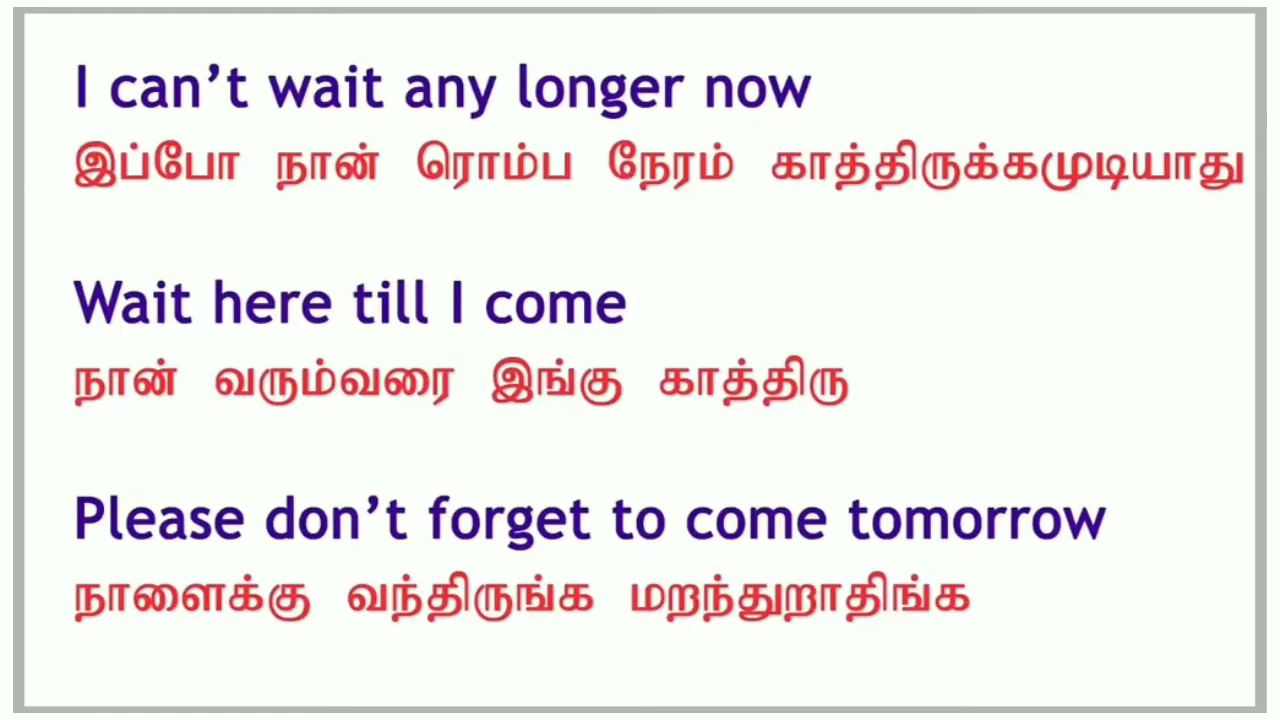 I can’t wait any longer now
இப்போ நான் ரொம்ப நேரம் காத்திருக்கமுடியாது
Wait here till I come
நான் வரும்வரை இங்கு காத்திரு
Please don’t forget to come tomorrow
நாளைக்கு வந்திருங்க மறந்துறாதிங்க